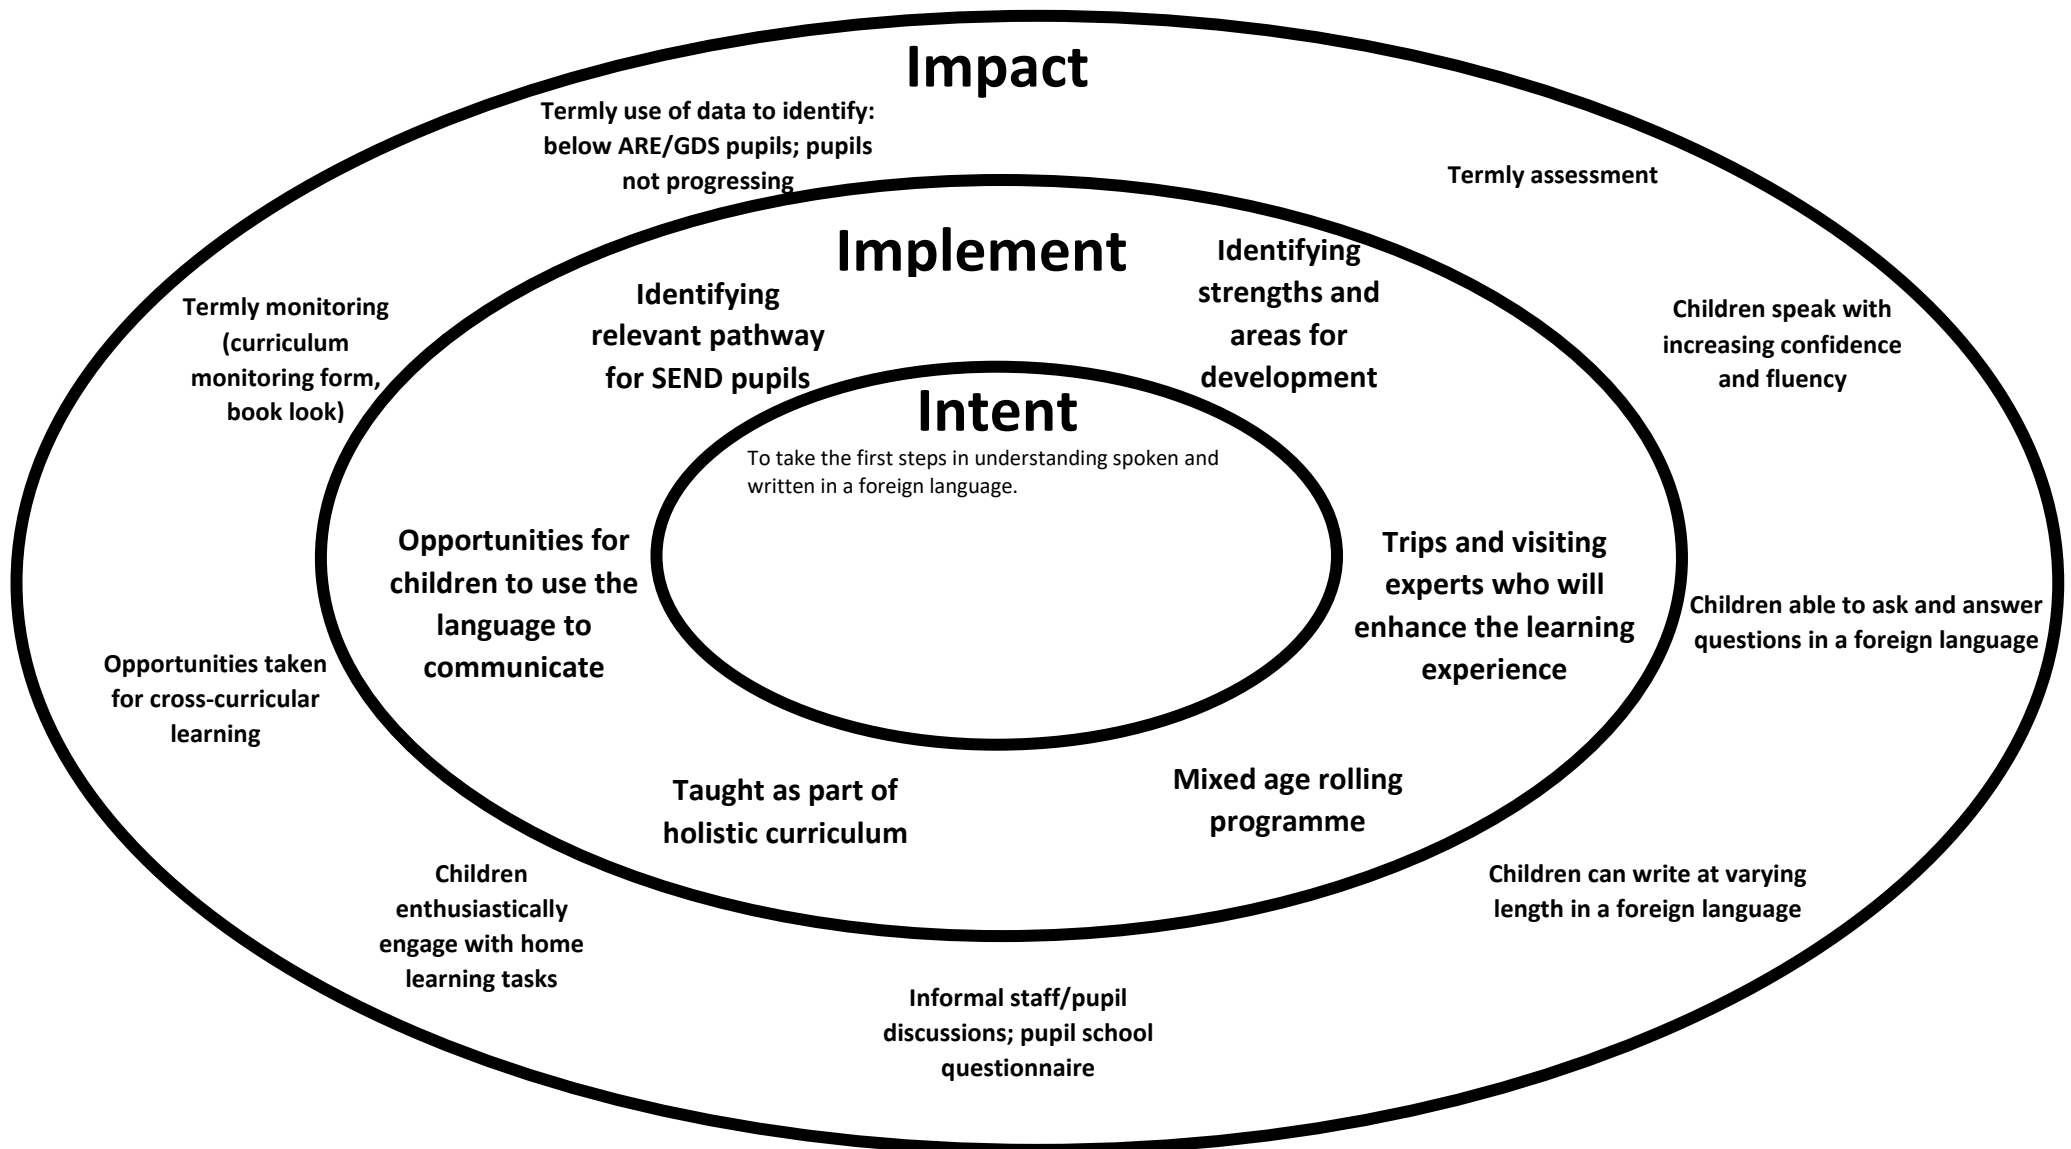 Impact
Termly use of data to identify:
below ARE/GDS pupils; pupils
not progressing
Termly assessment
Termly monitoring
(curriculum
monitoring form,
book look)
Children speak with
increasing confidence
and fluency
Children able to ask and answer
questions in a foreign language
Opportunities taken
for cross-curricular
learning
Children
enthusiastically
engage with home
learning tasks
Children can write at varying
length in a foreign language
Informal staff/pupil
discussions; pupil school
questionnaire
Implement
Identifying
relevant pathway
for SEND pupils
Identifying
strengths and
areas for
development
Opportunities for
children to use the
language to
communicate
Trips and visiting
experts who will
enhance the learning
experience
Taught as part of
holistic curriculum
Mixed age rolling
programme
Intent
To take the first steps in understanding spoken and
written in a foreign language.